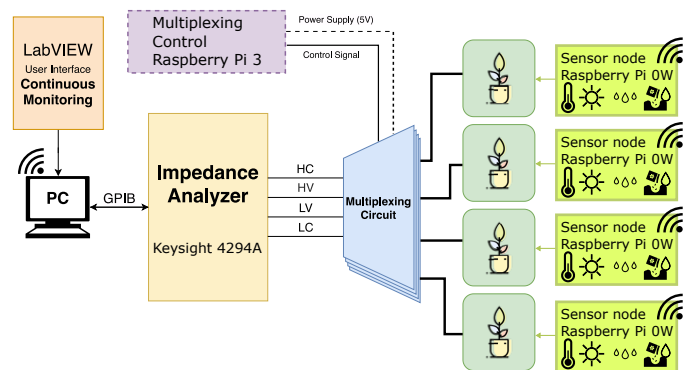 LabVIEW
User Interface
Continuous
Monitoring
Multiplexing
Control
Raspberry Pi 3
Power Supply (5V)
Control Signal
PC
GPIB
Impedance
Analyzer
Keysight 4294A
HC
HV
LV
LC
Multiplexing
Circuit
Sensor node
Raspberry Pi 0W
Sensor node
Raspberry Pi 0W
Sensor node
Raspberry Pi 0W
Sensor node
Raspberry Pi 0W